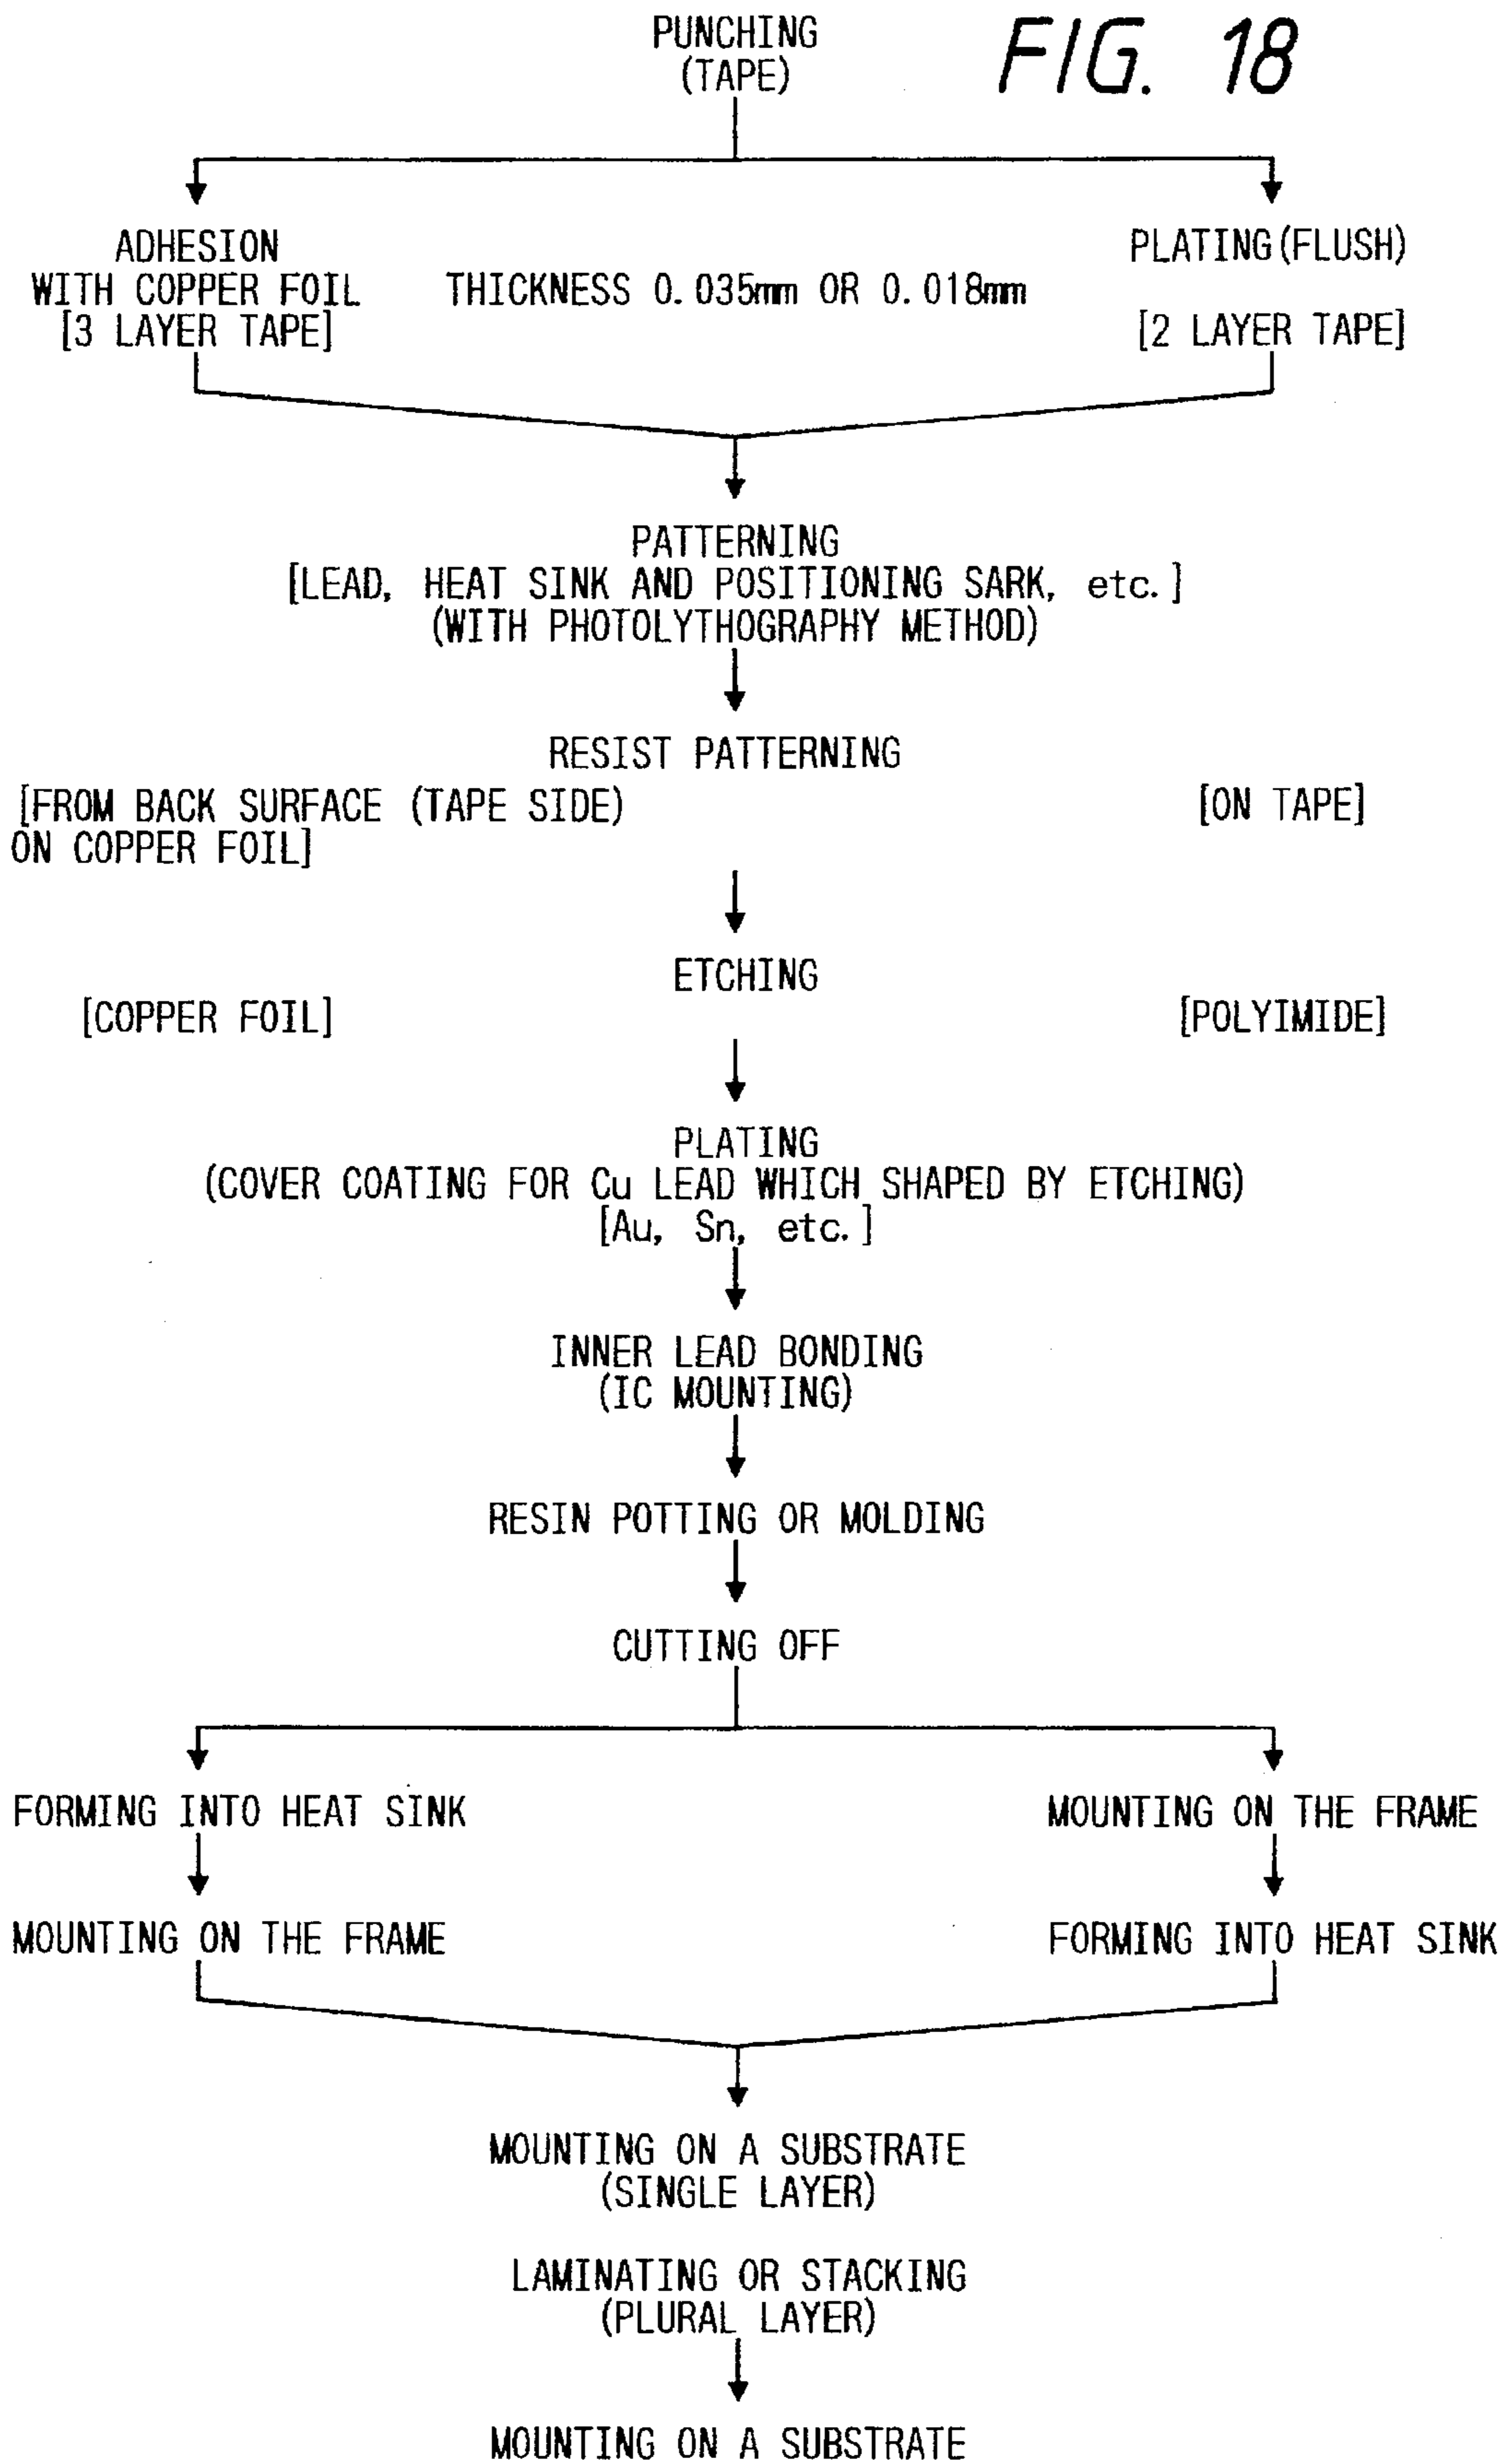 PUNCHING
(TAPE)
FIG. 18
ADHESION
WITH COPPER FOIL
[3 LAYER TAPE]
THICKNESS 0.035mm OR 0.018mm
PLATING(FLUSH)
[2 LAYER TAPE]
PATTERNING
[LEAD, HEAT SINK AND POSITIONING SARK, etc.]
(WITH PHOTOLYTHOGRAPHY METHOD)
RESIST PATTERNING
[FROM BACK SURFACE (TAPE SIDE)
ON COPPER FOIL]
[ON TAPE]
ETCHING
[COPPER FOIL]
[POLYIMIDE]
PLATING
(COVER COATING FOR Cu LEAD WHICH SHAPED BY ETCHING)
[Au, Sn, etc.]
INNER LEAD BONDING
(IC MOUNTING)
RESIN POTTING OR MOLDING
CUTTING OFF
FORMING INTO HEAT SINK
MOUNTING ON THE FRAME
MOUNTING ON THE FRAME
FORMING INTO HEAT SINK
MOUNTING ON A SUBSTRATE
(SINGLE LAYER)
LAMINATING OR STACKING
(PLURAL LAYER)
MOUNTING ON A SUBSTRATE